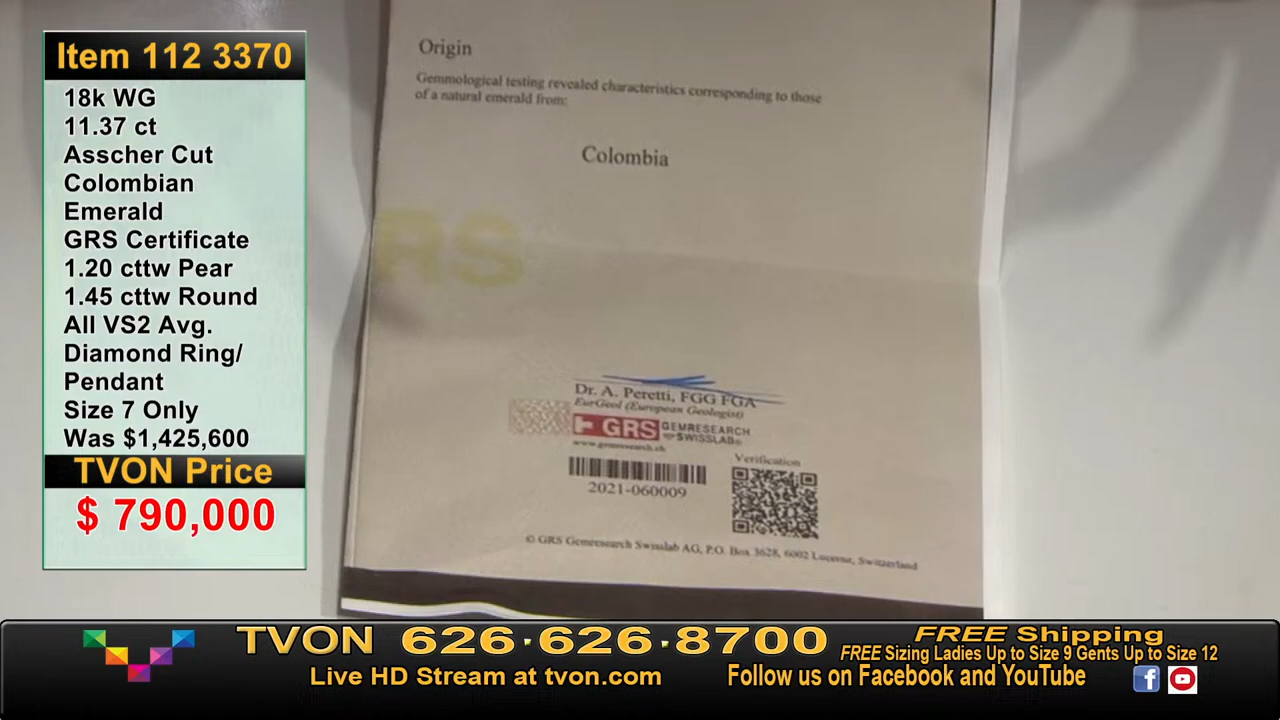 Item 112 3370
18k WG
11.37 ct
Asscher Cut
Colombian
Emerald
GRS Certificate
1.20 cttw Pear
1.45 cttw Round
All VS2 Avg.
Diamond Ring/
Pendant
Size 7 Only
Was $1,425,600
TVON Price
$ 790,000
Origin
Gemmological testing revealed characteristics corresponding to those
of a natural emerald from:
Colombia
RS
Dr. A. Peretti, FGG FGA
EurGeol (European Geologist)
GRS GEMRESEARCH
SWISSLAB®
www.gemresearch.ch
Verification
2021-060009
© GRS Gemresearch Swisslab AG, P.O. Box 3628, 6002 Lucerne, Switzerland
TVON 626·626·8700
Live HD Stream at tvon.com
FREE Shipping
FREE Sizing Ladies Up to Size 9 Gents Up to Size 12
Follow us on Facebook and YouTube